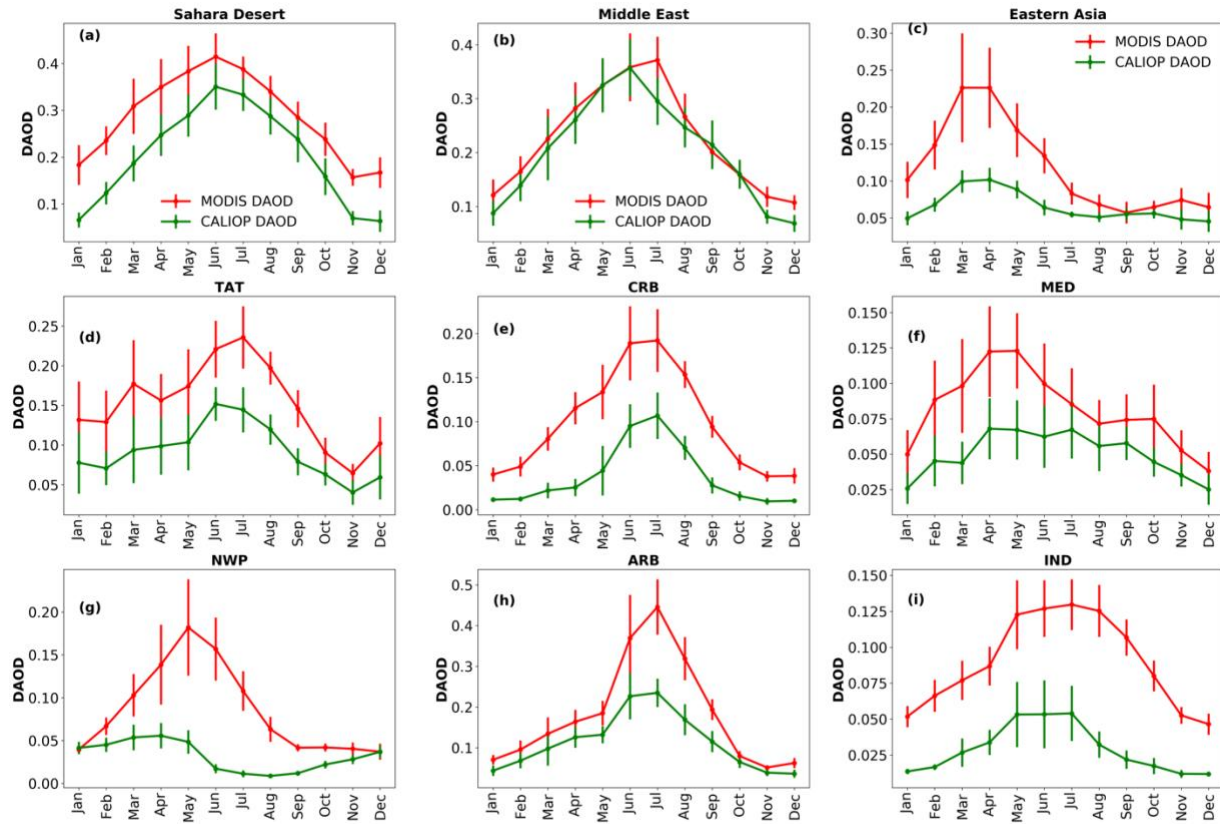 Sahara Desert
(a)
DAOD
0.4
0.3
0.2
0.1
MODIS DAOD
CALIOP DAOD
Jan
Feb
Mar
Apr
May
Jun
Jul
Aug
Sep
Oct
Nov
Dec
Middle East
(b)
DAOD
0.4
0.3
0.2
0.1
MODIS DAOD
CALIOP DAOD
Jan
Feb
Mar
Apr
May
Jun
Jul
Aug
Sep
Oct
Nov
Dec
Eastern Asia
(c)
DAOD
0.30
0.25
0.20
0.15
0.10
0.05
MODIS DAOD
CALIOP DAOD
Jan
Feb
Mar
Apr
May
Jun
Jul
Aug
Sep
Oct
Nov
Dec
TAT
(d)
DAOD
0.25
0.20
0.15
0.10
0.05
Jan
Feb
Mar
Apr
May
Jun
Jul
Aug
Sep
Oct
Nov
Dec
CRB
(e)
DAOD
0.20
0.15
0.10
0.05
0.00
Jan
Feb
Mar
Apr
May
Jun
Jul
Aug
Sep
Oct
Nov
Dec
MED
(f)
DAOD
0.150
0.125
0.100
0.075
0.050
0.025
Jan
Feb
Mar
Apr
May
Jun
Jul
Aug
Sep
Oct
Nov
Dec
NWP
(g)
DAOD
0.20
0.15
0.10
0.05
0.00
Jan
Feb
Mar
Apr
May
Jun
Jul
Aug
Sep
Oct
Nov
Dec
ARB
(h)
DAOD
0.5
0.4
0.3
0.2
0.1
Jan
Feb
Mar
Apr
May
Jun
Jul
Aug
Sep
Oct
Nov
Dec
IND
(i)
DAOD
0.150
0.125
0.100
0.075
0.050
0.025
Jan
Feb
Mar
Apr
May
Jun
Jul
Aug
Sep
Oct
Nov
Dec